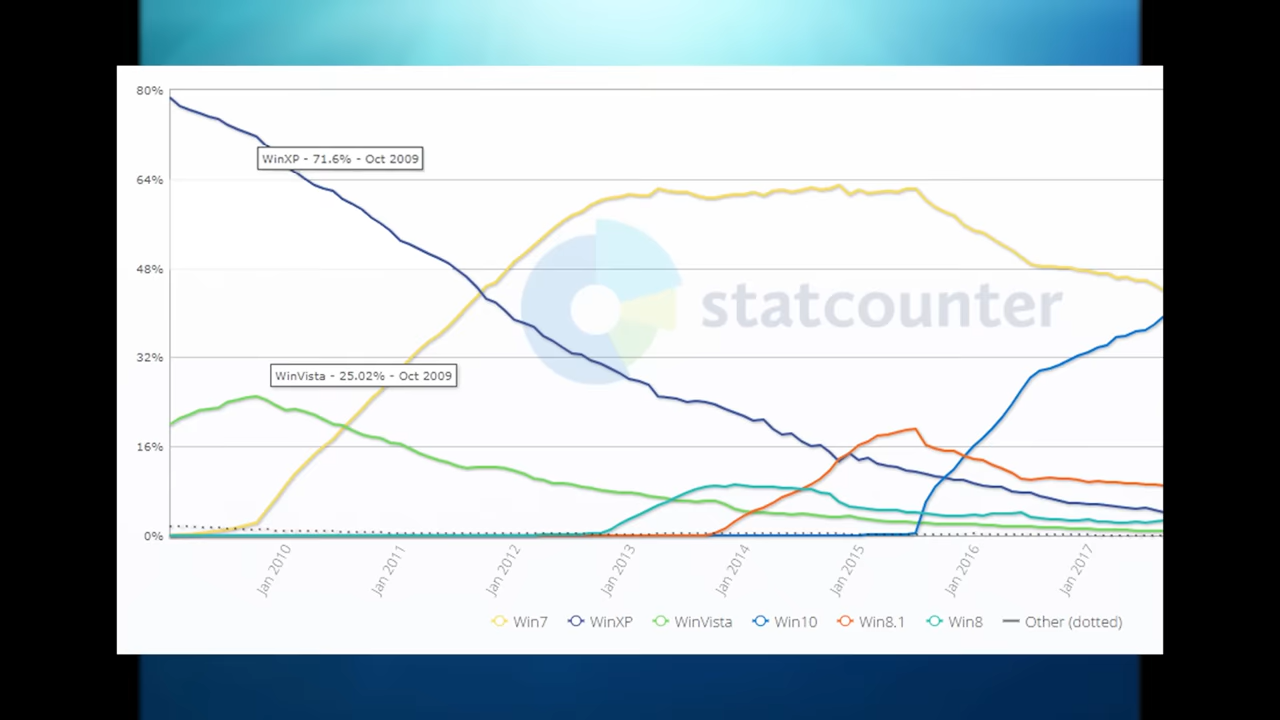 80%
WinXP - 71.6% - Oct 2009
64%
48%
statcounter
32%
WinVista - 25.02% - Oct 2009
16%
0%
Jan 2010
Jan 2011
Jan 2012
Jan 2013
Jan 2014
Jan 2015
Jan 2016
Jan 2017
Win7 WinXP WinVista Win10 Win8.1 Win8 Other (dotted)